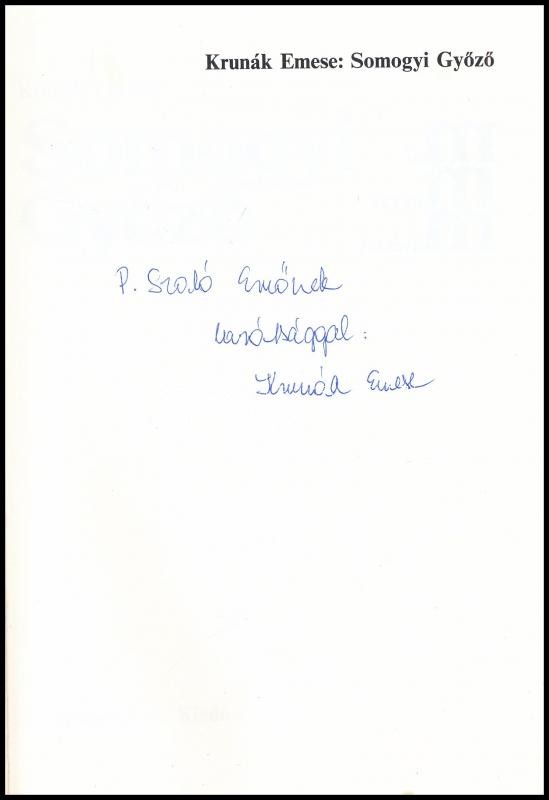 Krunák Emese: Somogyi Győző
P. Szabó Ernőnek
barátsággal:
Krunák Emese